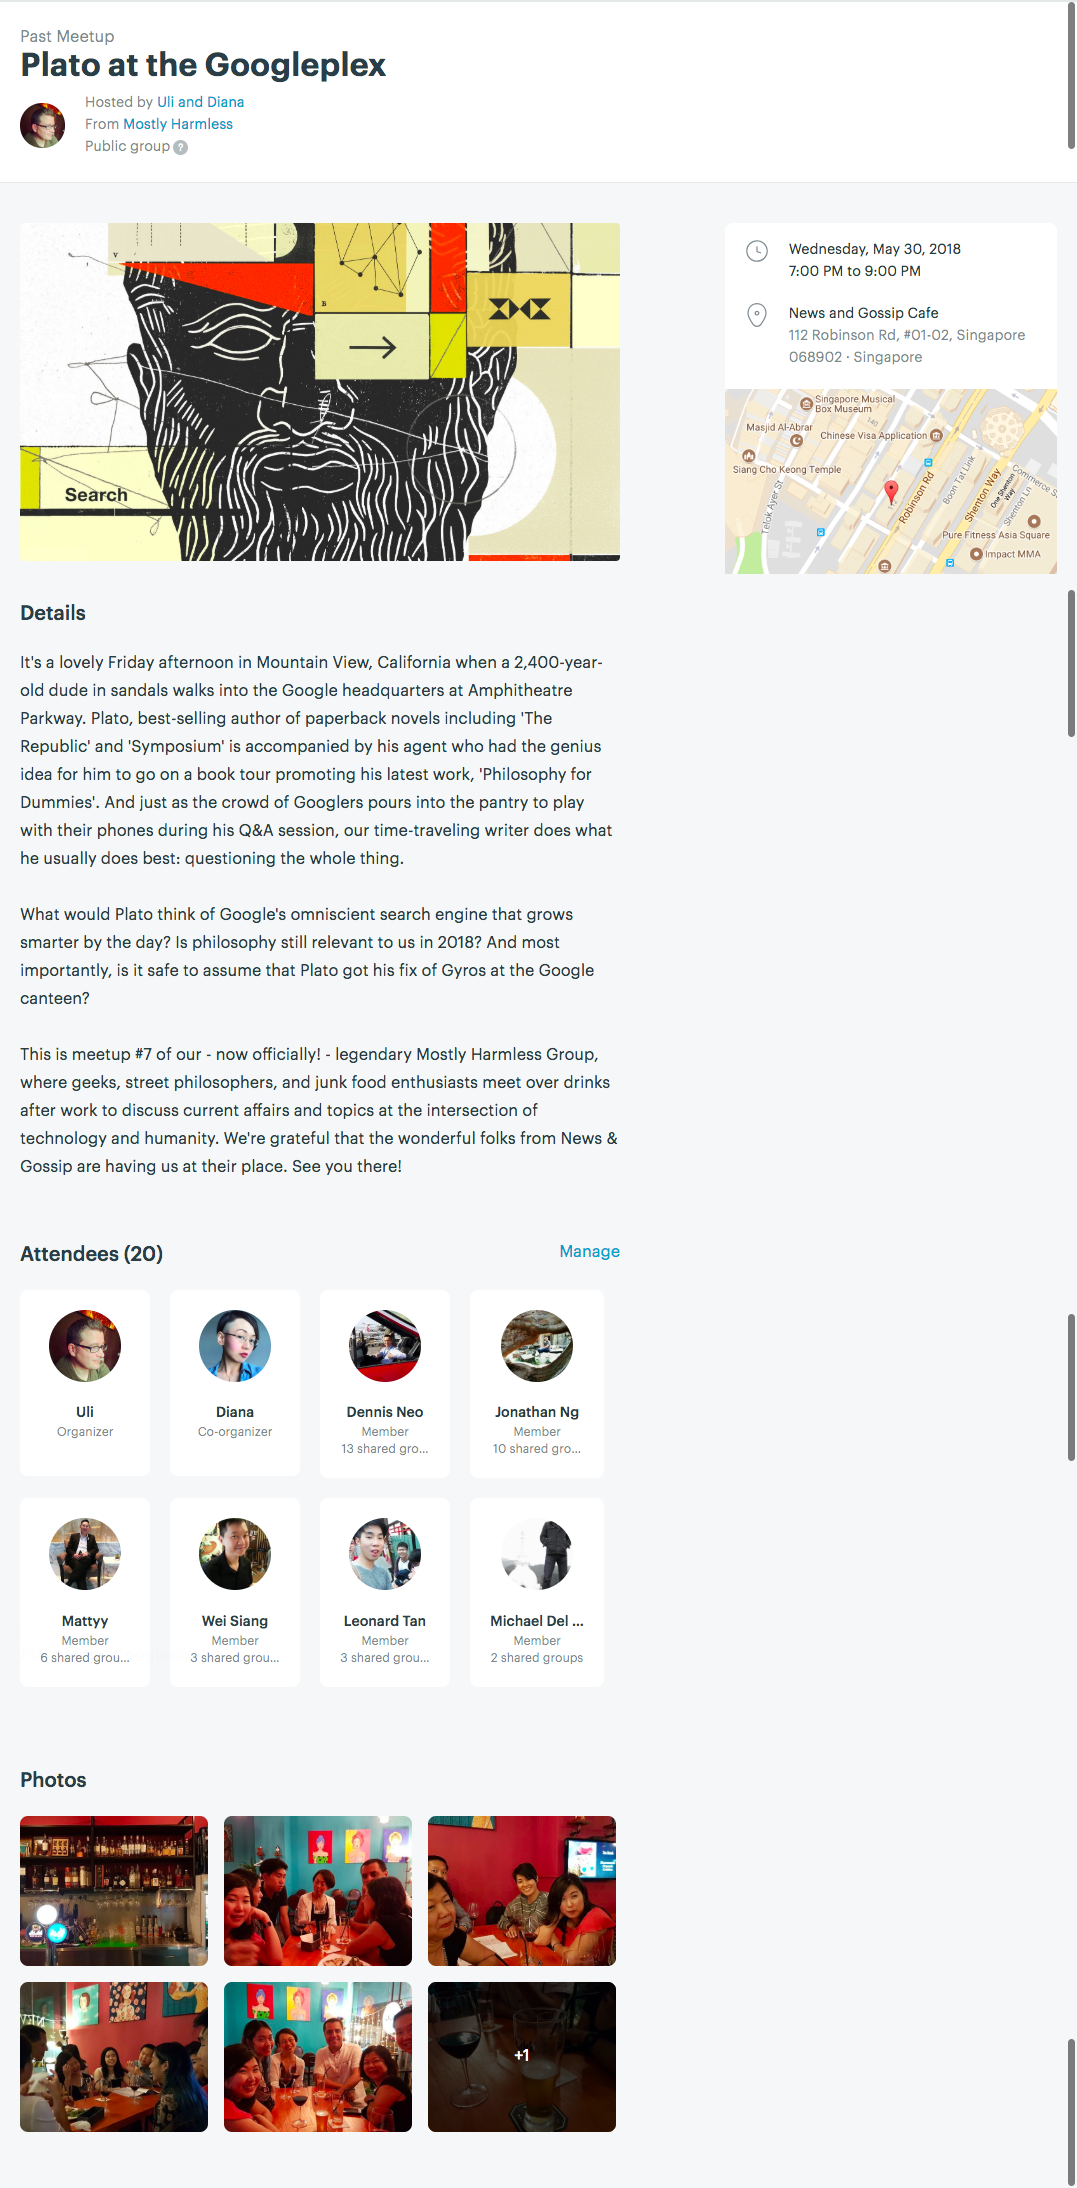 Past Meetup
Plato at the Googleplex
Hosted by Uli and Diana
From Mostly Harmless
Public group ?
Wednesday, May 30, 2018
7:00 PM to 9:00 PM
News and Gossip Cafe
112 Robinson Rd, #01-02, Singapore
068902 · Singapore
Y
B
Search
Singapore Musical
Box Museum
140
Masjid Al-Abrar
Chinese Visa Application
Siang Cho Keong Temple
Telok Ayer St
Robinson Rd
Boon Tat Link
Shenton Way
One Shenton
Way
Shenton Ln
Commerce S
Pure Fitness Asia Square
Impact MMA
Details
It's a lovely Friday afternoon in Mountain View, California when a 2,400-year-
old dude in sandals walks into the Google headquarters at Amphitheatre
Parkway. Plato, best-selling author of paperback novels including 'The
Republic' and 'Symposium' is accompanied by his agent who had the genius
idea for him to go on a book tour promoting his latest work, 'Philosophy for
Dummies'. And just as the crowd of Googlers pours into the pantry to play
with their phones during his Q&A session, our time-traveling writer does what
he usually does best: questioning the whole thing.
What would Plato think of Google's omniscient search engine that grows
smarter by the day? Is philosophy still relevant to us in 2018? And most
importantly, is it safe to assume that Plato got his fix of Gyros at the Google
canteen?
This is meetup #7 of our - now officially! - legendary Mostly Harmless Group,
where geeks, street philosophers, and junk food enthusiasts meet over drinks
after work to discuss current affairs and topics at the intersection of
technology and humanity. We're grateful that the wonderful folks from News &
Gossip are having us at their place. See you there!
Attendees (20)
Manage
Uli
Organizer
Diana
Co-organizer
Dennis Neo
Member
13 shared gro...
Jonathan Ng
Member
10 shared gro...
Mattyy
Member
6 shared grou...
Wei Siang
Member
3 shared grou...
Leonard Tan
Member
3 shared grou...
Michael Del ...
Member
2 shared groups
Photos
+1